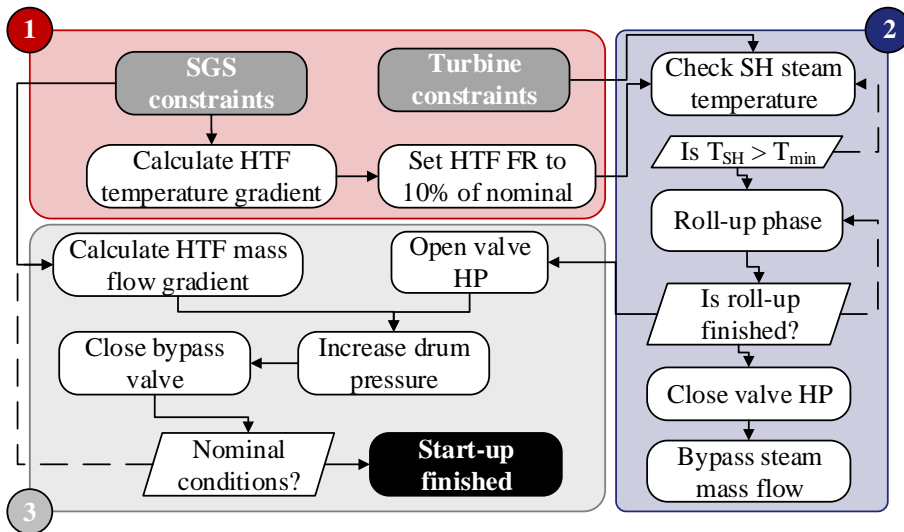 1
SGS
constraints
Turbine
constraints
Calculate HTF
temperature gradient
Set HTF FR to
10% of nominal
2
Check SH steam
temperature
Is T_SH > T_min
Roll-up phase
Is roll-up
finished?
Close valve HP
Bypass steam
mass flow
Calculate HTF mass
flow gradient
Open valve
HP
Close bypass
valve
Increase drum
pressure
Nominal
conditions?
Start-up
finished
3